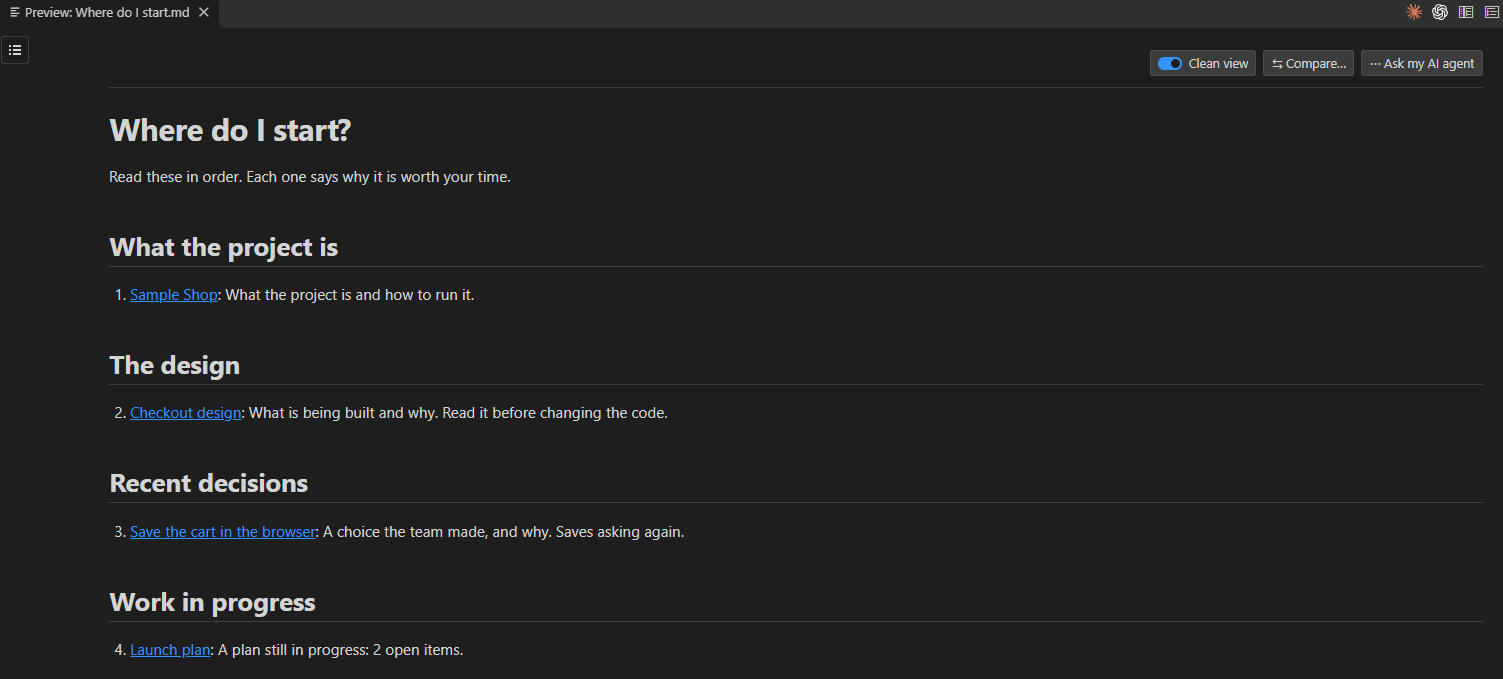 Preview: Where do I start.md
Clean view
Compare...
Ask my AI agent
Where do I start?
Read these in order. Each one says why it is worth your time.
What the project is
1. Sample Shop: What the project is and how to run it.
The design
2. Checkout design: What is being built and why. Read it before changing the code.
Recent decisions
3. Save the cart in the browser: A choice the team made, and why. Saves asking again.
Work in progress
4. Launch plan: A plan still in progress: 2 open items.